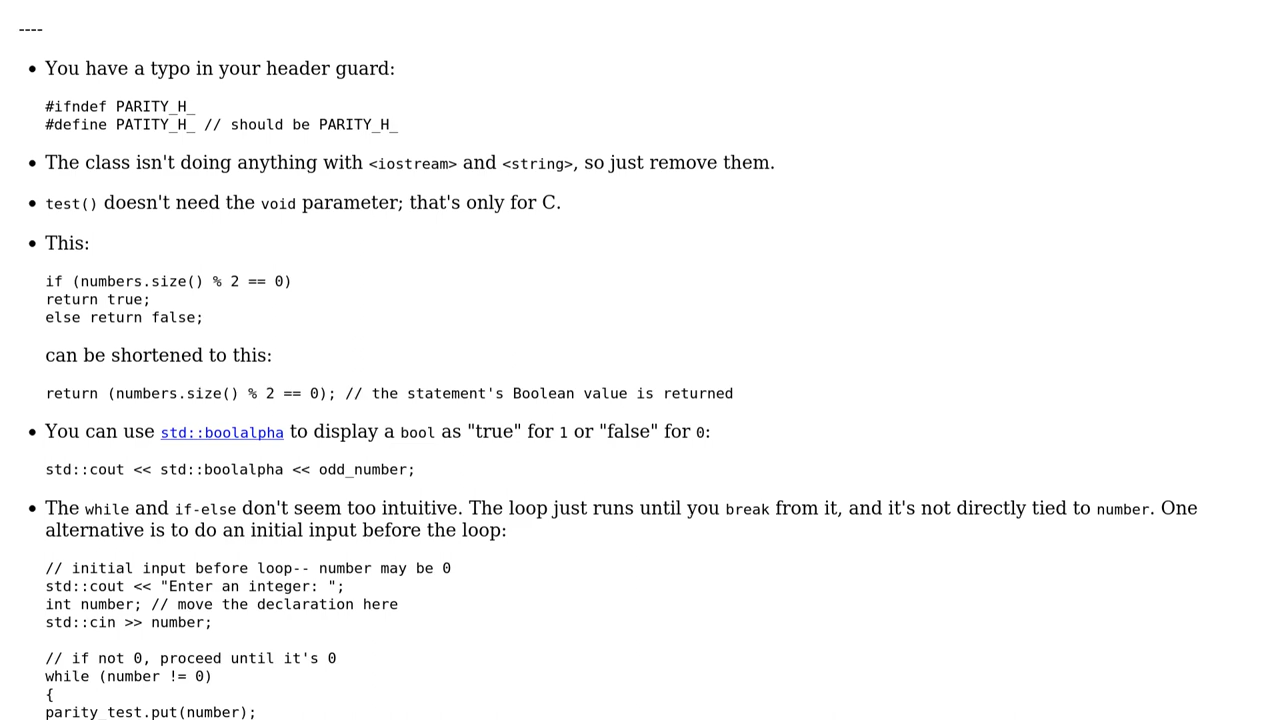 ----
• You have a typo in your header guard:
#ifndef PARITY_H_
#define PATITY_H_ // should be PARITY_H_
• The class isn't doing anything with <iostream> and <string>, so just remove them.
• test() doesn't need the void parameter; that's only for C.
• This:
if (numbers.size() % 2 == 0)
return true;
else return false;
can be shortened to this:
return (numbers.size() % 2 == 0); // the statement's Boolean value is returned
• You can use std::boolalpha to display a bool as "true" for 1 or "false" for 0:
std::cout << std::boolalpha << odd_number;
• The while and if-else don't seem too intuitive. The loop just runs until you break from it, and it's not directly tied to number. One
alternative is to do an initial input before the loop:
// initial input before loop-- number may be 0
std::cout << "Enter an integer: ";
int number; // move the declaration here
std::cin >> number;
// if not 0, proceed until it's 0
while (number != 0)
{
parity_test.put(number);